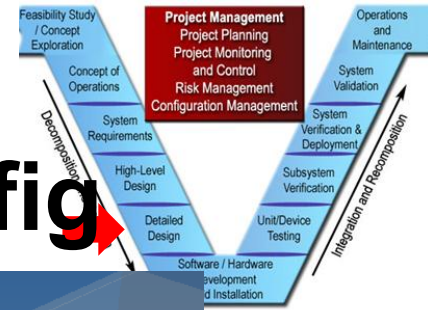 Feasibility Study
/ Concept
Exploration
Concept of
Operations
System
Requirements
High-Level
Design
Detailed
Design
Software / Hardware
Development
and Installation
Project Management
Project Planning
Project Monitoring
and Control
Risk Management
Configuration Management
Operations
and
Maintenance
System
Validation
System
Verification &
Deployment
Subsystem
Verification
Unit/Device
Testing
Decomposition
Integration and Recomposition
fig